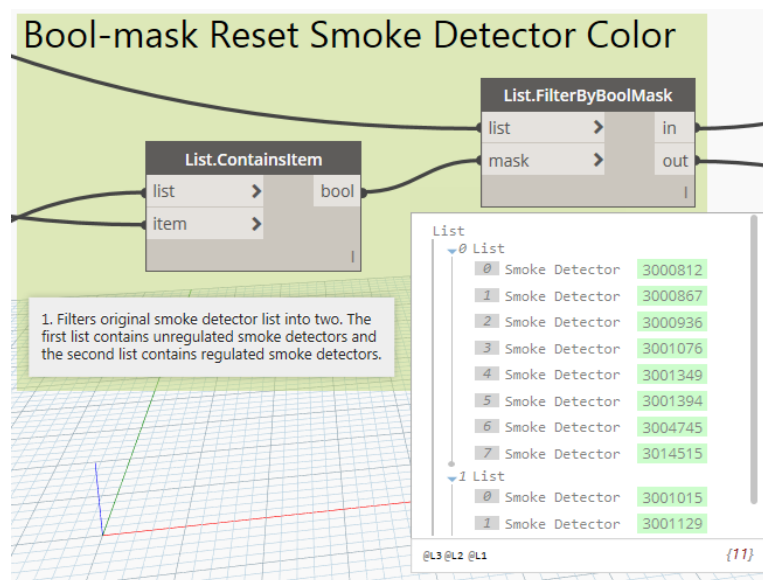 Bool-mask Reset Smoke Detector Color
List.FilterByBoolMask
list > in
mask > out
l
List.ContainsItem
list > bool
item >
l
1. Filters original smoke detector list into two. The
first list contains unregulated smoke detectors and
the second list contains regulated smoke detectors.
List
0 List
0 Smoke Detector 3000812
1 Smoke Detector 3000867
2 Smoke Detector 3000936
3 Smoke Detector 3001076
4 Smoke Detector 3001349
5 Smoke Detector 3001394
6 Smoke Detector 3004745
7 Smoke Detector 3014515
1 List
0 Smoke Detector 3001015
1 Smoke Detector 3001129
@L3 @L2 @L1 {11}